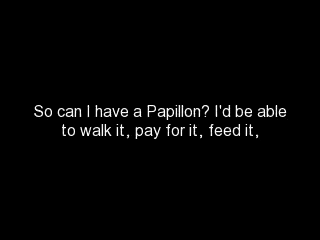 So can I have a Papillon? I'd be able
to walk it, pay for it, feed it,